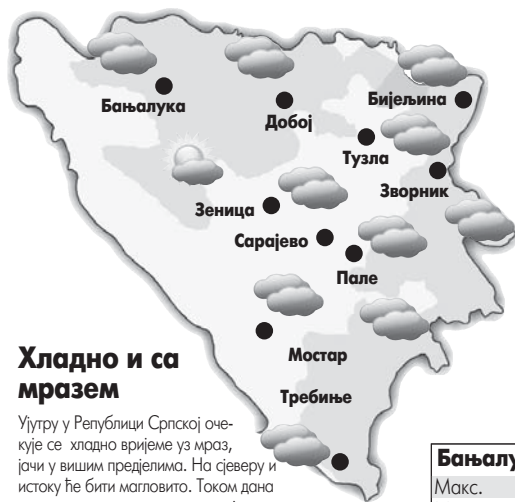 Бањалука
Добој
Бијељина
Тузла
Зворник
Зеница
Сарајево
Пале
Мостар
Требиње
Хладно и са
мразем
Ујутру у Републици Српској оче-
кује се хладно вријеме уз мраз,
јачи у вишим предјелима. На сјеверу и
истоку ће бити магловито. Током дана
Макс.